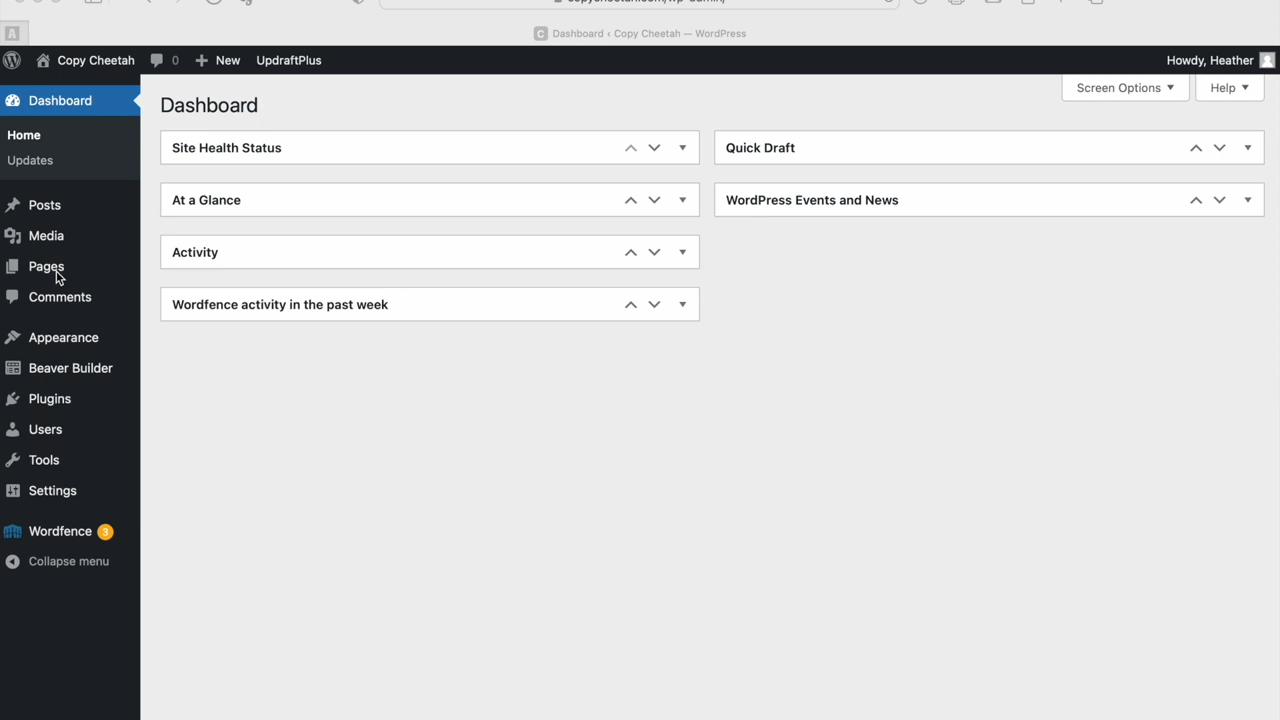 A
C Dashboard ‹ Copy Cheetah — WordPress
Copy Cheetah 0 New UpdraftPlus Howdy, Heather
Screen Options ▼ Help ▼
Dashboard
Home
Updates
Posts
Media
Pages
Comments
Appearance
Beaver Builder
Plugins
Users
Tools
Settings
Wordfence 3
Collapse menu
Dashboard
Site Health Status
At a Glance
Activity
Wordfence activity in the past week
Quick Draft
WordPress Events and News